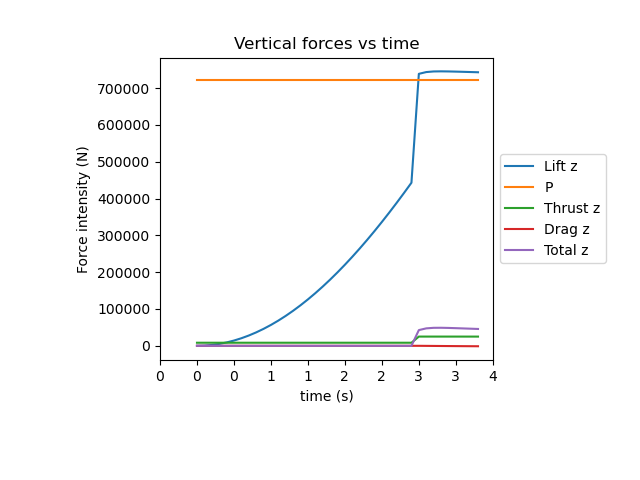 Vertical forces vs time
Force intensity (N)
700000
600000
500000
400000
300000
200000
100000
0
0 0 0 1 1 2 2 3 3 4
time (s)
Lift z
P
Thrust z
Drag z
Total z